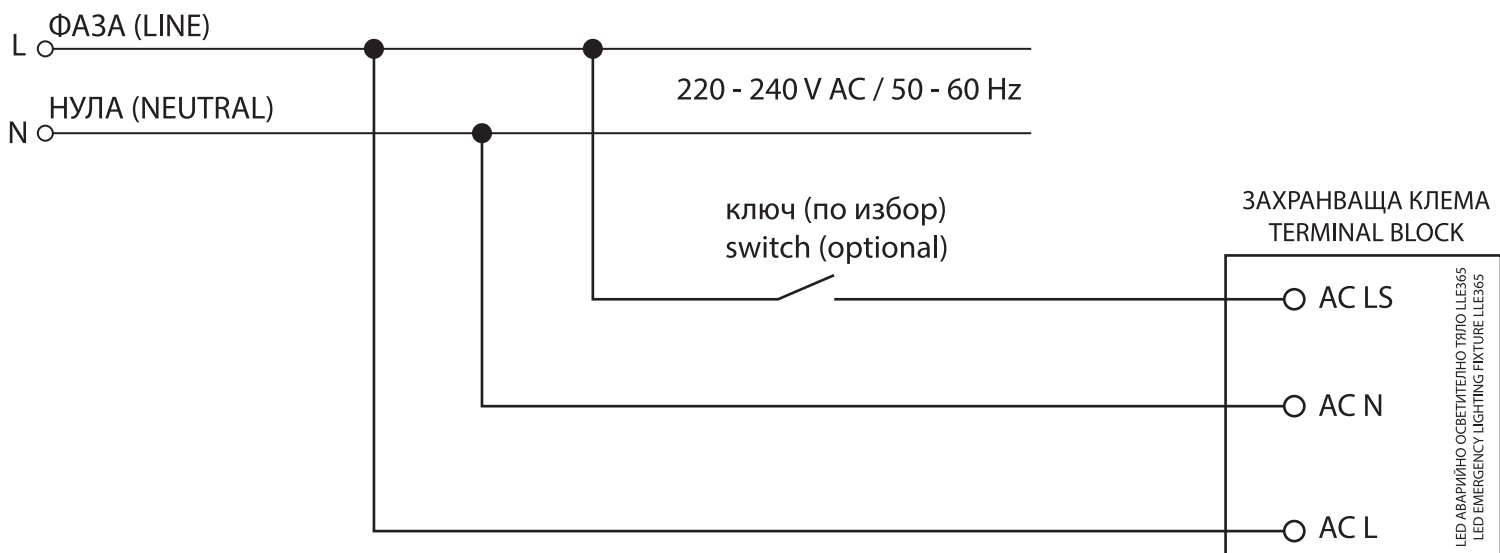 ФАЗА (LINE)
L
220 - 240 V AC / 50 - 60 Hz
НУЛА (NEUTRAL)
N
ключ (по избор)
switch (optional)
ЗАХРАНВАЩА КЛЕМА
TERMINAL BLOCK
AC LS
AC N
AC L
LED АВАРИЙНО ОСВЕТИТЕЛНО ТЯЛО LLE365
LED EMERGENCY LIGHTING FIXTURE LLE365